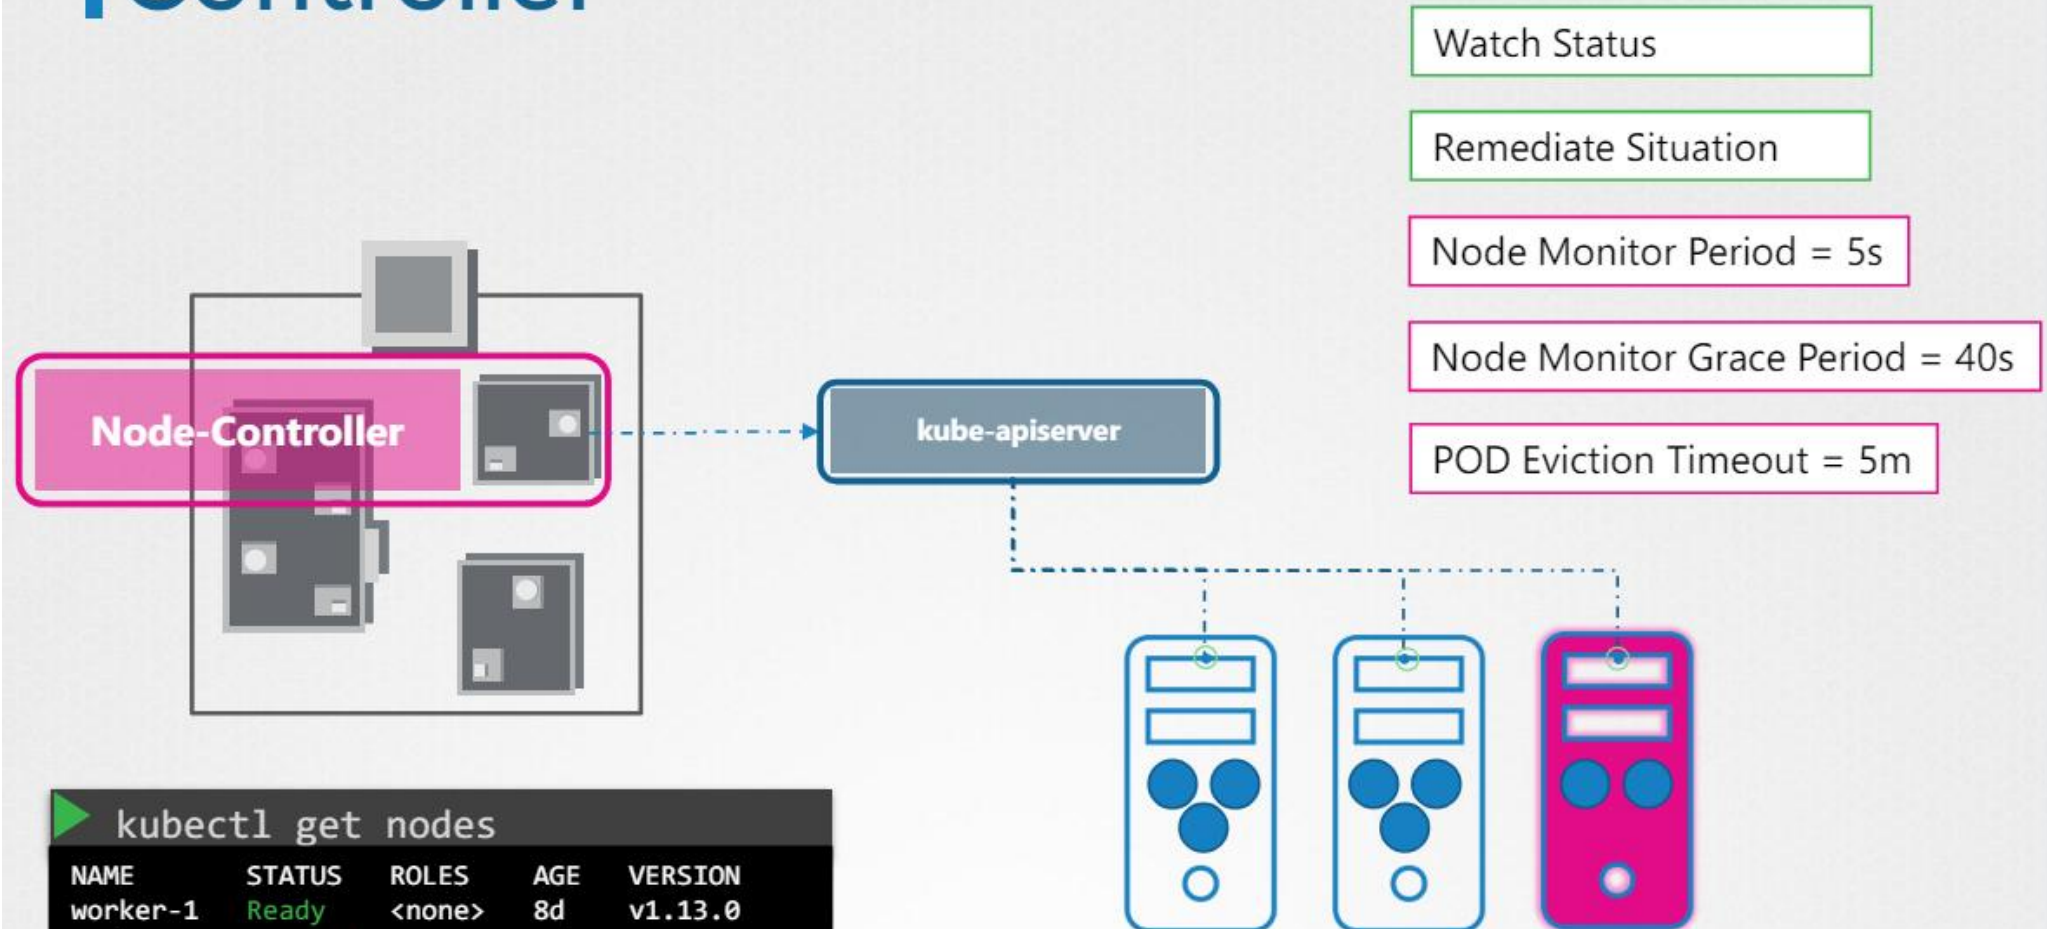 Controller
Watch Status
Remediate Situation
Node Monitor Period = 5s
Node Monitor Grace Period = 40s
POD Eviction Timeout = 5m
Node-Controller
kube-apiserver
kubectl get nodes
NAME STATUS ROLES AGE VERSION
worker-1 Ready <none> 8d v1.13.0